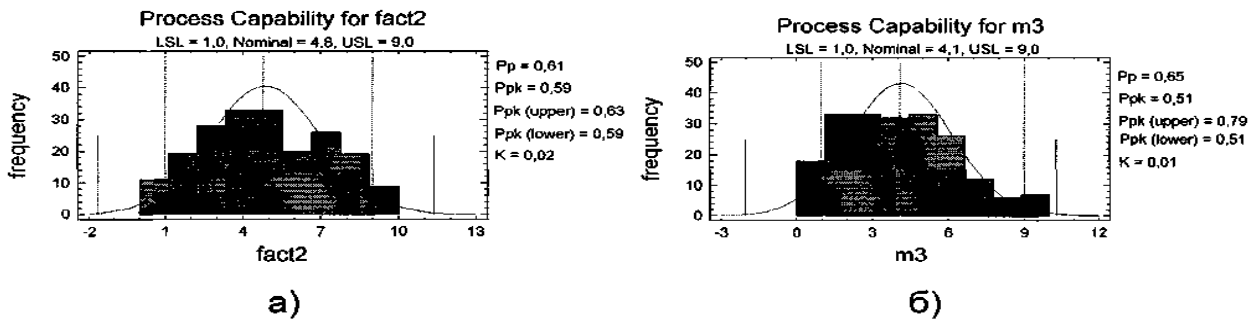 Process Capability for fact2
LSL = 1,0, Nominal = 4,8, USL = 9,0
frequency
50
40
30
20
10
0
-2
1
4
7
10
13
fact2
Pp = 0,61
Ppk = 0,59
Ppk (upper) = 0,63
Ppk (lower) = 0,59
K = 0,02
а)
Process Capability for m3
LSL = 1,0, Nominal = 4,1, USL = 9,0
frequency
50
40
30
20
10
0
-3
0
3
6
9
12
m3
Pp = 0,65
Ppk = 0,51
Ppk (upper) = 0,79
Ppk (lower) = 0,51
K = 0,01
б)